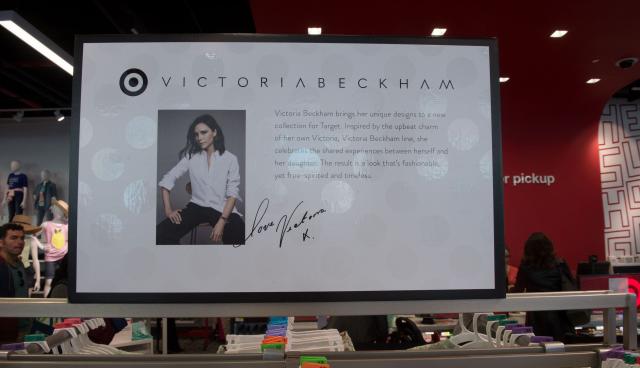 VICTORIA BECKHAM
Victoria Beckham brings her unique designs to a new
collection for Target. Inspired by the upbeat charm
of her own Victoria, Victoria Beckham line, she
celebrates the shared experiences between herself and
her daughter. The result is a look that's fashionable,
yet free-spirited and timeless.
love Victoria
x.
r pickup